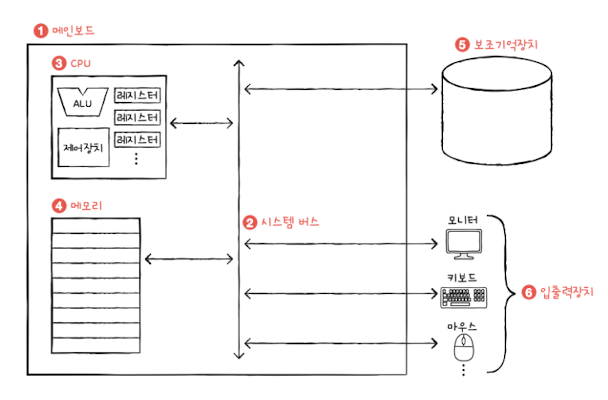 1 메인보드
5 보조기억장치
3 CPU
ALU
레지스터
레지스터
레지스터
제어장치
4 메모리
2 시스템 버스
모니터
키보드
6 입출력장치
마우스